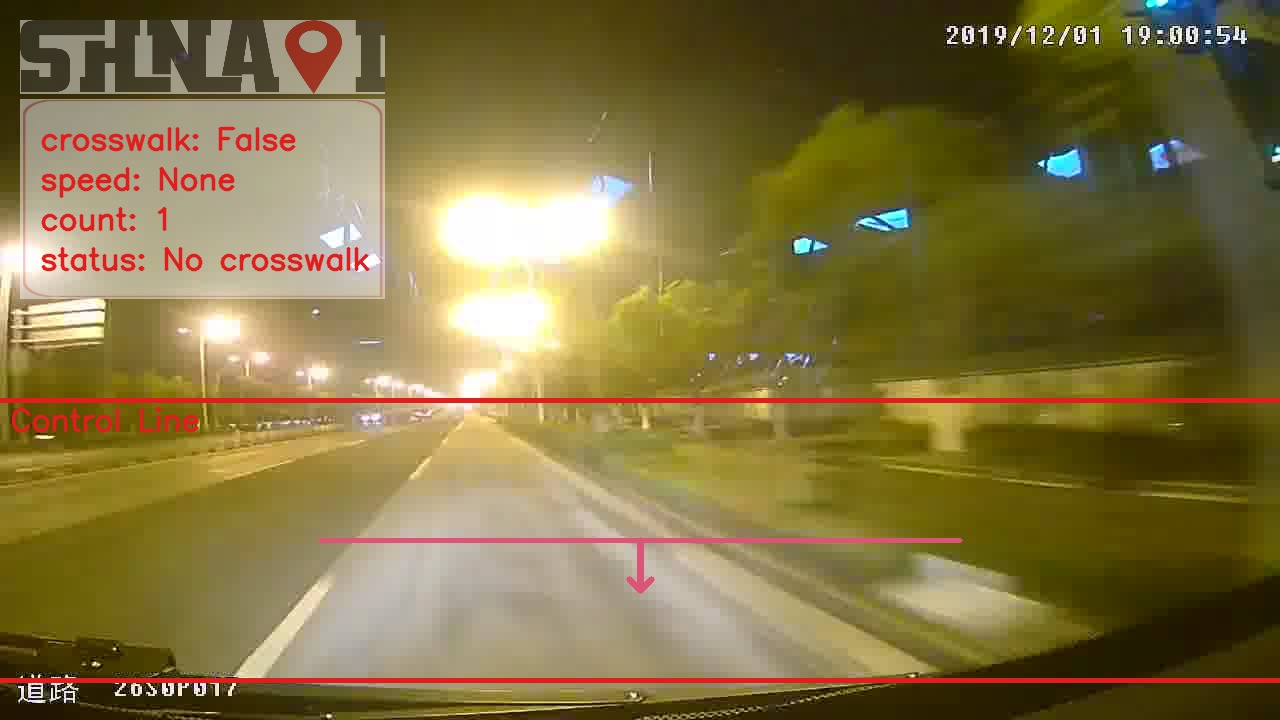 SHNAVI
2019/12/01 19:00:54
crosswalk: False
speed: None
count: 1
status: No crosswalk
Control Line
道路